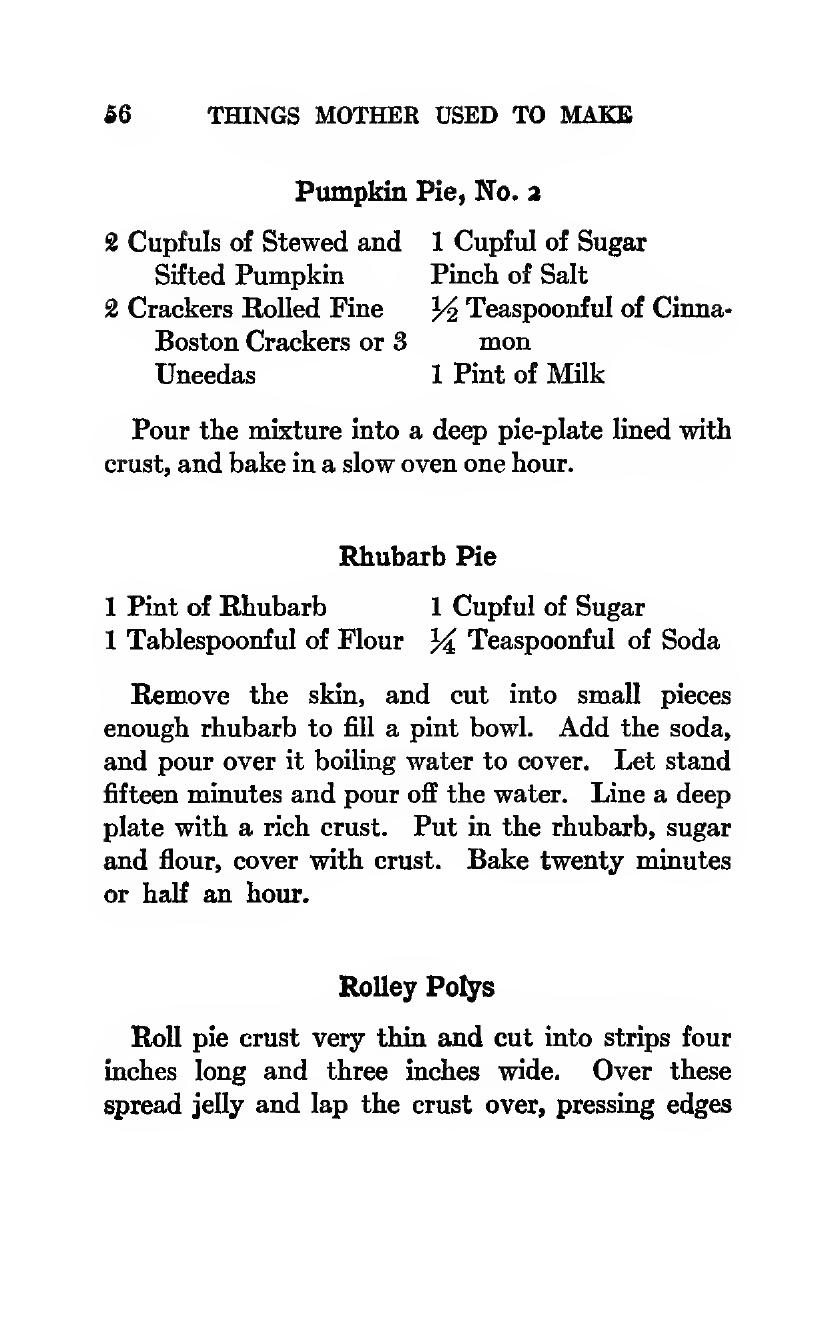 56 THINGS MOTHER USED TO MAKE
Pumpkin Pie, No. 2
2 Cupfuls of Stewed and
Sifted Pumpkin
2 Crackers Rolled Fine
Boston Crackers or 3
Uneedas
1 Cupful of Sugar
Pinch of Salt
½ Teaspoonful of Cinna-
mon
1 Pint of Milk
Pour the mixture into a deep pie-plate lined with
crust, and bake in a slow oven one hour.
Rhubarb Pie
1 Pint of Rhubarb
1 Tablespoonful of Flour
1 Cupful of Sugar
¼ Teaspoonful of Soda
Remove the skin, and cut into small pieces
enough rhubarb to fill a pint bowl. Add the soda,
and pour over it boiling water to cover. Let stand
fifteen minutes and pour off the water. Line a deep
plate with a rich crust. Put in the rhubarb, sugar
and flour, cover with crust. Bake twenty minutes
or half an hour.
Rolley Polys
Roll pie crust very thin and cut into strips four
inches long and three inches wide. Over these
spread jelly and lap the crust over, pressing edges